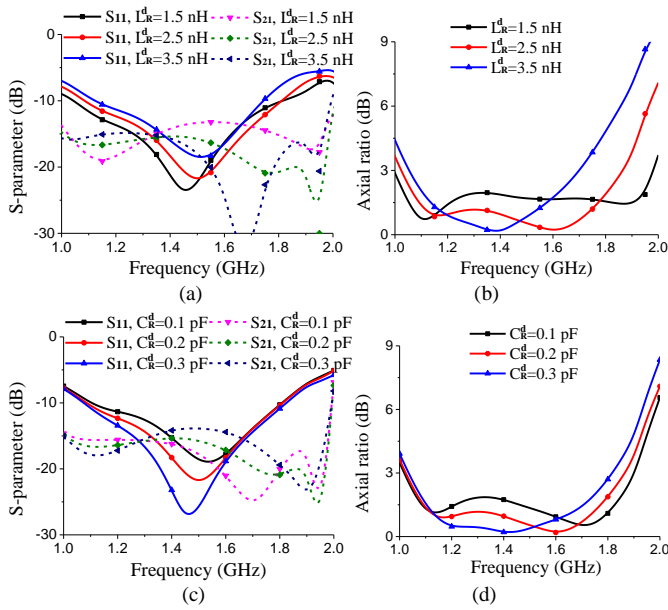 S11, LdR=1.5 nH S21, LdR=1.5 nH
S11, LdR=2.5 nH S21, LdR=2.5 nH
S11, LdR=3.5 nH S21, LdR=3.5 nH
0
-10
-20
-30
S-parameter (dB)
1.0 1.2 1.4 1.6 1.8 2.0
Frequency (GHz)
(a)
LdR=1.5 nH
LdR=2.5 nH
LdR=3.5 nH
9
6
3
0
Axial ratio (dB)
1.0 1.2 1.4 1.6 1.8 2.0
Frequency (GHz)
(b)
S11, CdR=0.1 pF S21, CdR=0.1 pF
S11, CdR=0.2 pF S21, CdR=0.2 pF
S11, CdR=0.3 pF S21, CdR=0.3 pF
0
-10
-20
-30
S-parameter (dB)
1.0 1.2 1.4 1.6 1.8 2.0
Frequency (GHz)
(c)
CdR=0.1 pF
CdR=0.2 pF
CdR=0.3 pF
9
6
3
0
Axial ratio (dB)
1.0 1.2 1.4 1.6 1.8 2.0
Frequency (GHz)
(d)